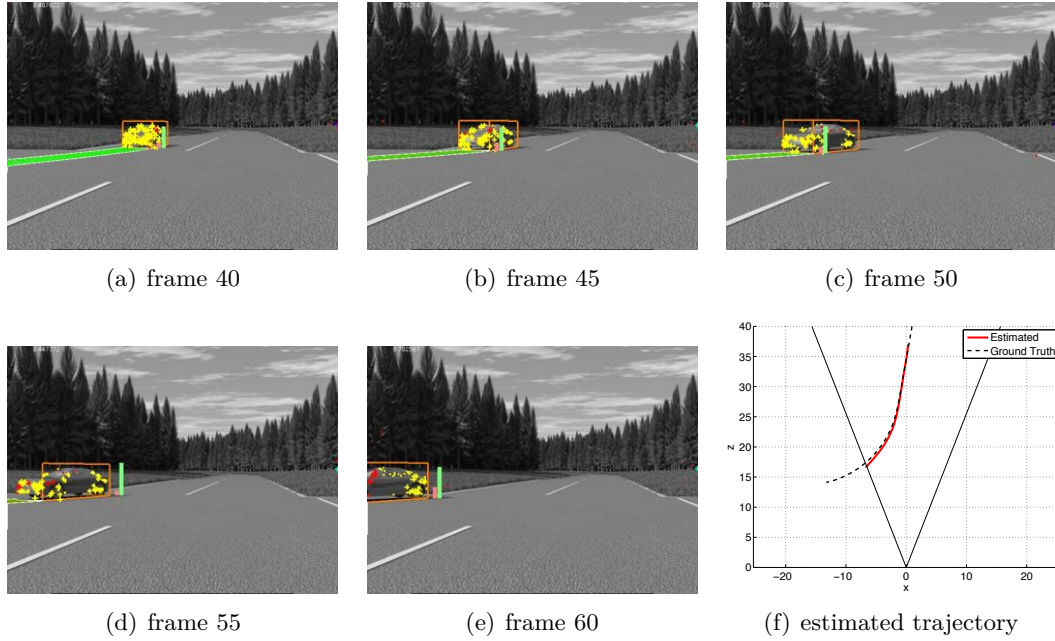 (a) frame 40
(b) frame 45
(c) frame 50
40
35
30
25
20
15
10
5
0
z
−20
−10
0
10
20
x
Estimated
Ground Truth
(d) frame 55
(e) frame 60
(f) estimated trajectory